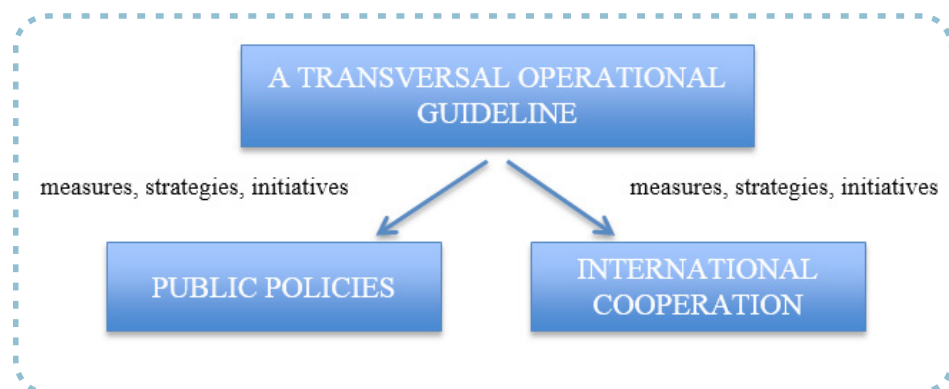 A TRANSVERSAL OPERATIONAL
GUIDELINE
measures, strategies, initiatives
measures, strategies, initiatives
PUBLIC POLICIES
INTERNATIONAL
COOPERATION